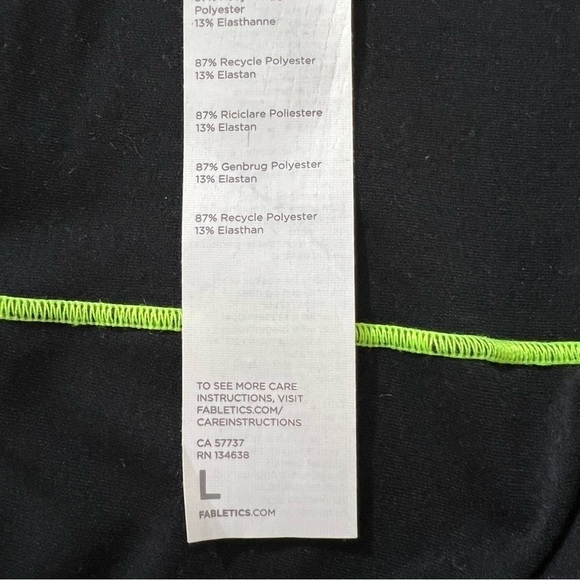 Polyester
13% Elasthanne
87% Recycle Polyester
13% Elastan
87% Riciclare Poliestere
13% Elastan
87% Genbrug Polyester
13% Elastan
87% Recycle Polyester
13% Elasthan
TO SEE MORE CARE
INSTRUCTIONS, VISIT
FABLETICS.COM/
CAREINSTRUCTIONS
CA 57737
RN 134638
L
FABLETICS.COM